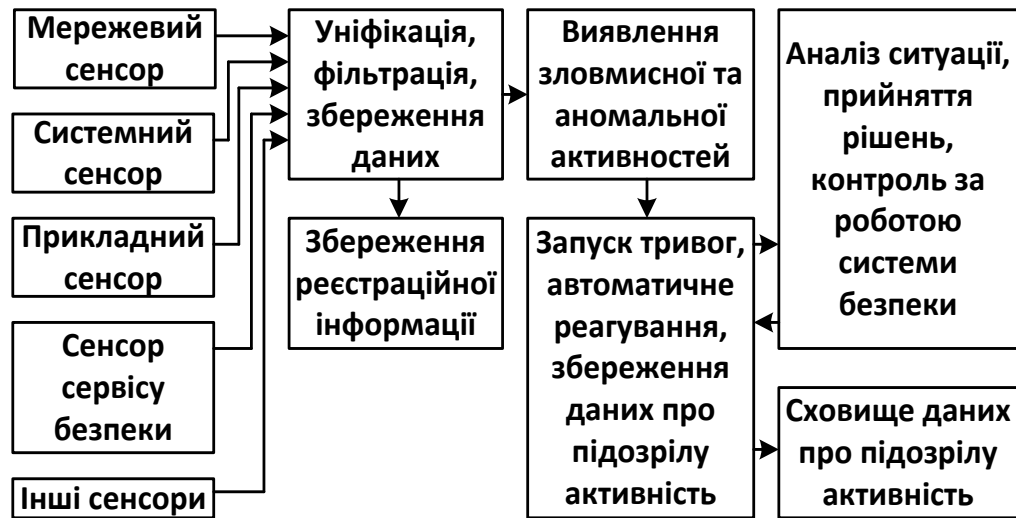 Мережевий
сенсор
Системний
сенсор
Прикладний
сенсор
Сенсор
сервісу
безпеки
Інші сенсори
Уніфікація,
фільтрація,
збереження
даних
Збереження
реєстраційної
інформації
Виявлення
зловмисної та
аномальної
активностей
Запуск тривог,
автоматичне
реагування,
збереження
даних про
підозрілу
активність
Аналіз ситуації,
прийняття
рішень,
контроль за
роботою
системи
безпеки
Сховище даних
про підозрілу
активність